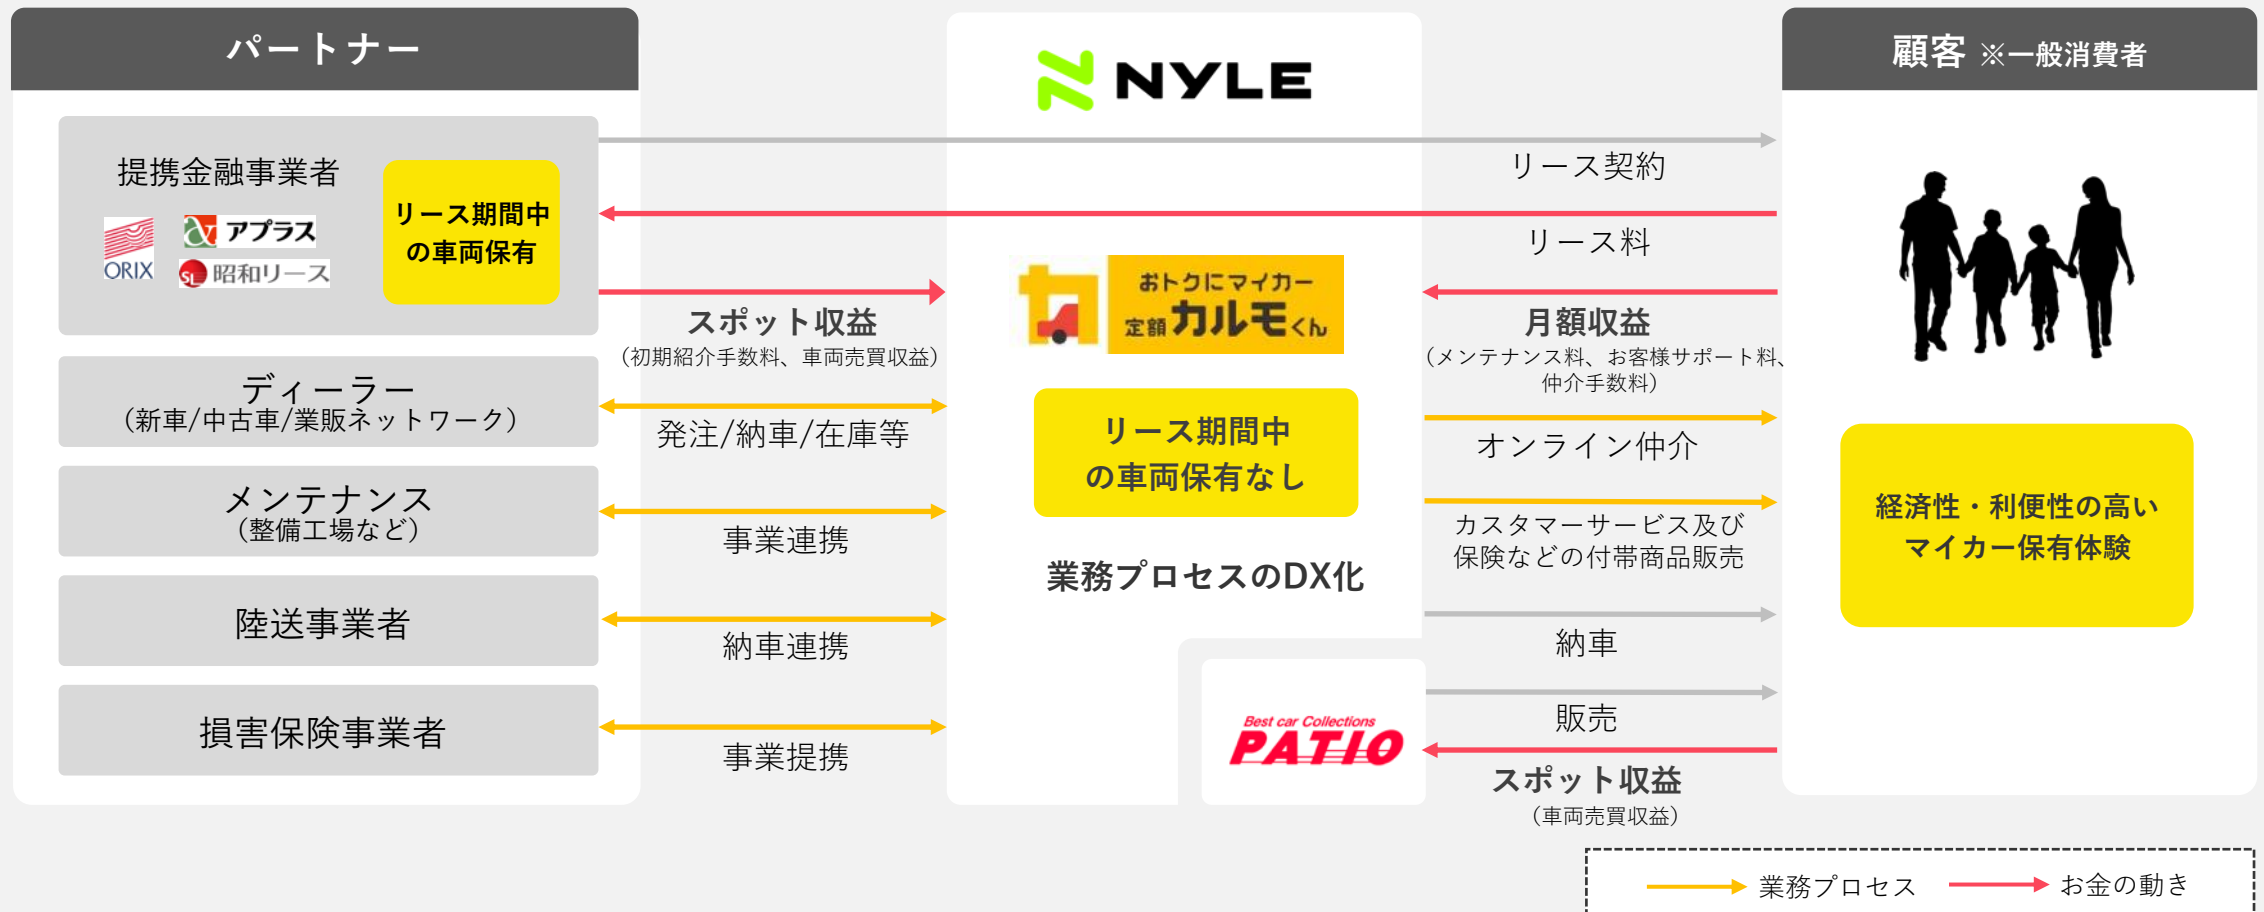 パートナー
提携金融事業者
ORIX
アプラス
SL 昭和リース
リース期間中
の車両保有
ディーラー
（新車/中古車/業販ネットワーク）
メンテナンス
（整備工場など）
陸送事業者
損害保険事業者
スポット収益
（初期紹介手数料、車両売買収益）
発注/納車/在庫等
事業連携
納車連携
事業提携
NYLE
おトクにマイカー
定額カルモくん
リース期間中
の車両保有なし
業務プロセスのDX化
Best car Collections
PATIO
リース契約
リース料
月額収益
（メンテナンス料、お客様サポート料、
仲介手数料）
オンライン仲介
カスタマーサービス及び
保険などの付帯商品販売
納車
販売
スポット収益
（車両売買収益）
顧客 ※一般消費者
経済性・利便性の高い
マイカー保有体験
業務プロセス
お金の動き